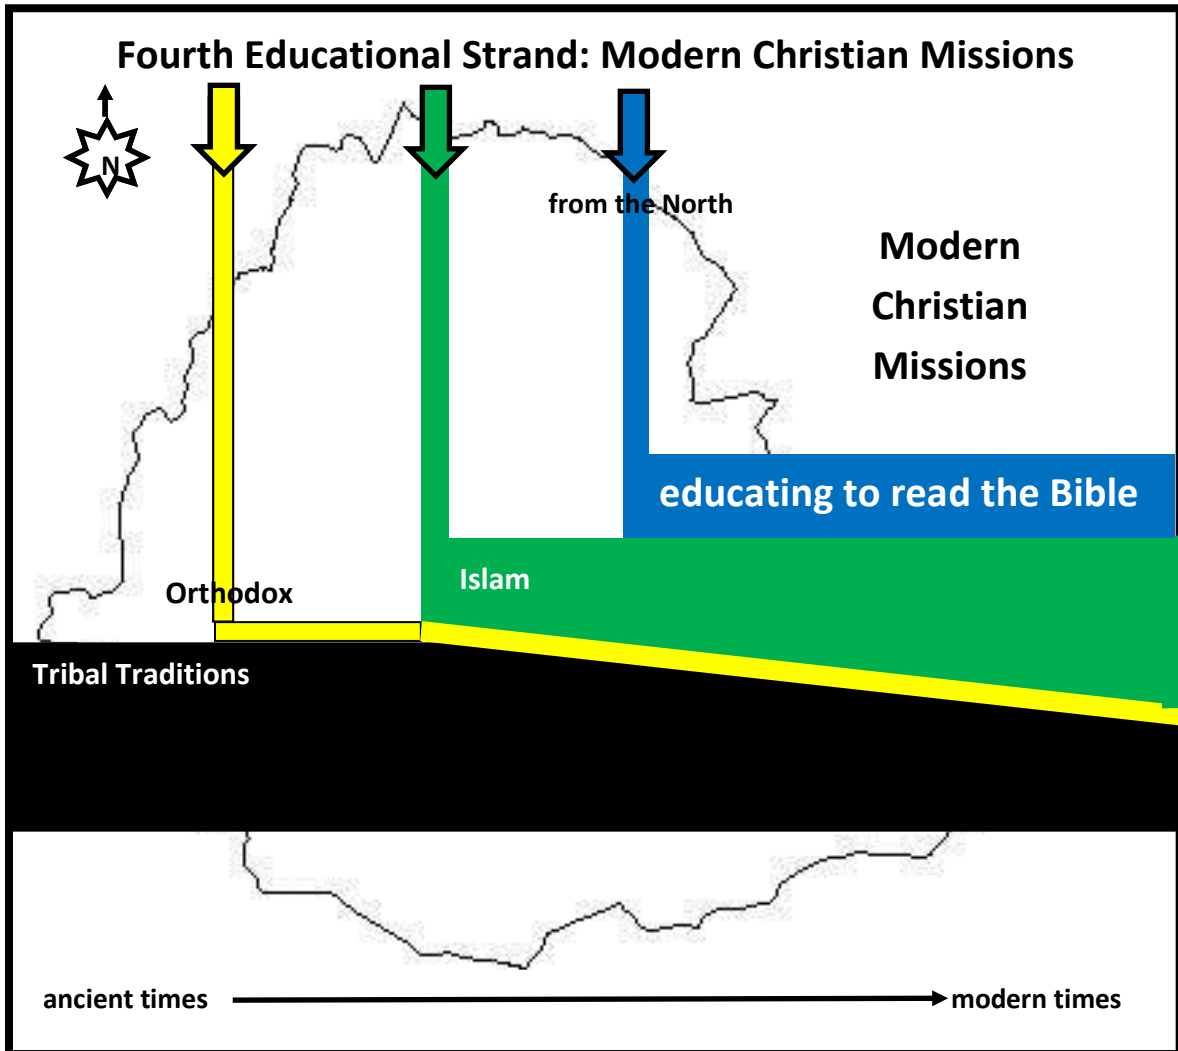 Fourth Educational Strand: Modern Christian Missions
N
from the North
Modern
Christian
Missions
educating to read the Bible
Islam
Orthodox
Tribal Traditions
ancient times
modern times